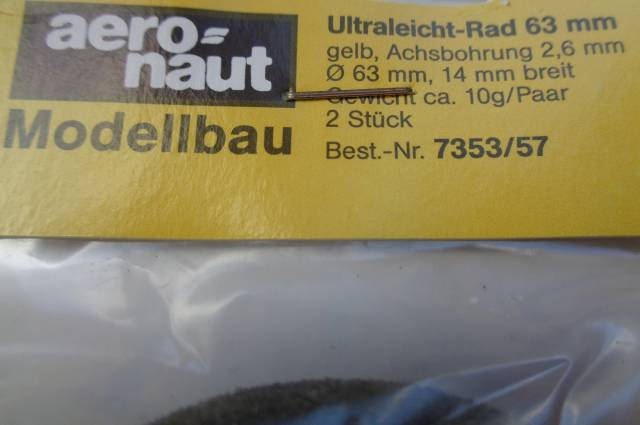 aero-
naut
Modellbau
Ultraleicht-Rad 63 mm
gelb, Achsbohrung 2,6 mm
Ø 63 mm, 14 mm breit
Gewicht ca. 10g/Paar
2 Stück
Best.-Nr. 7353/57